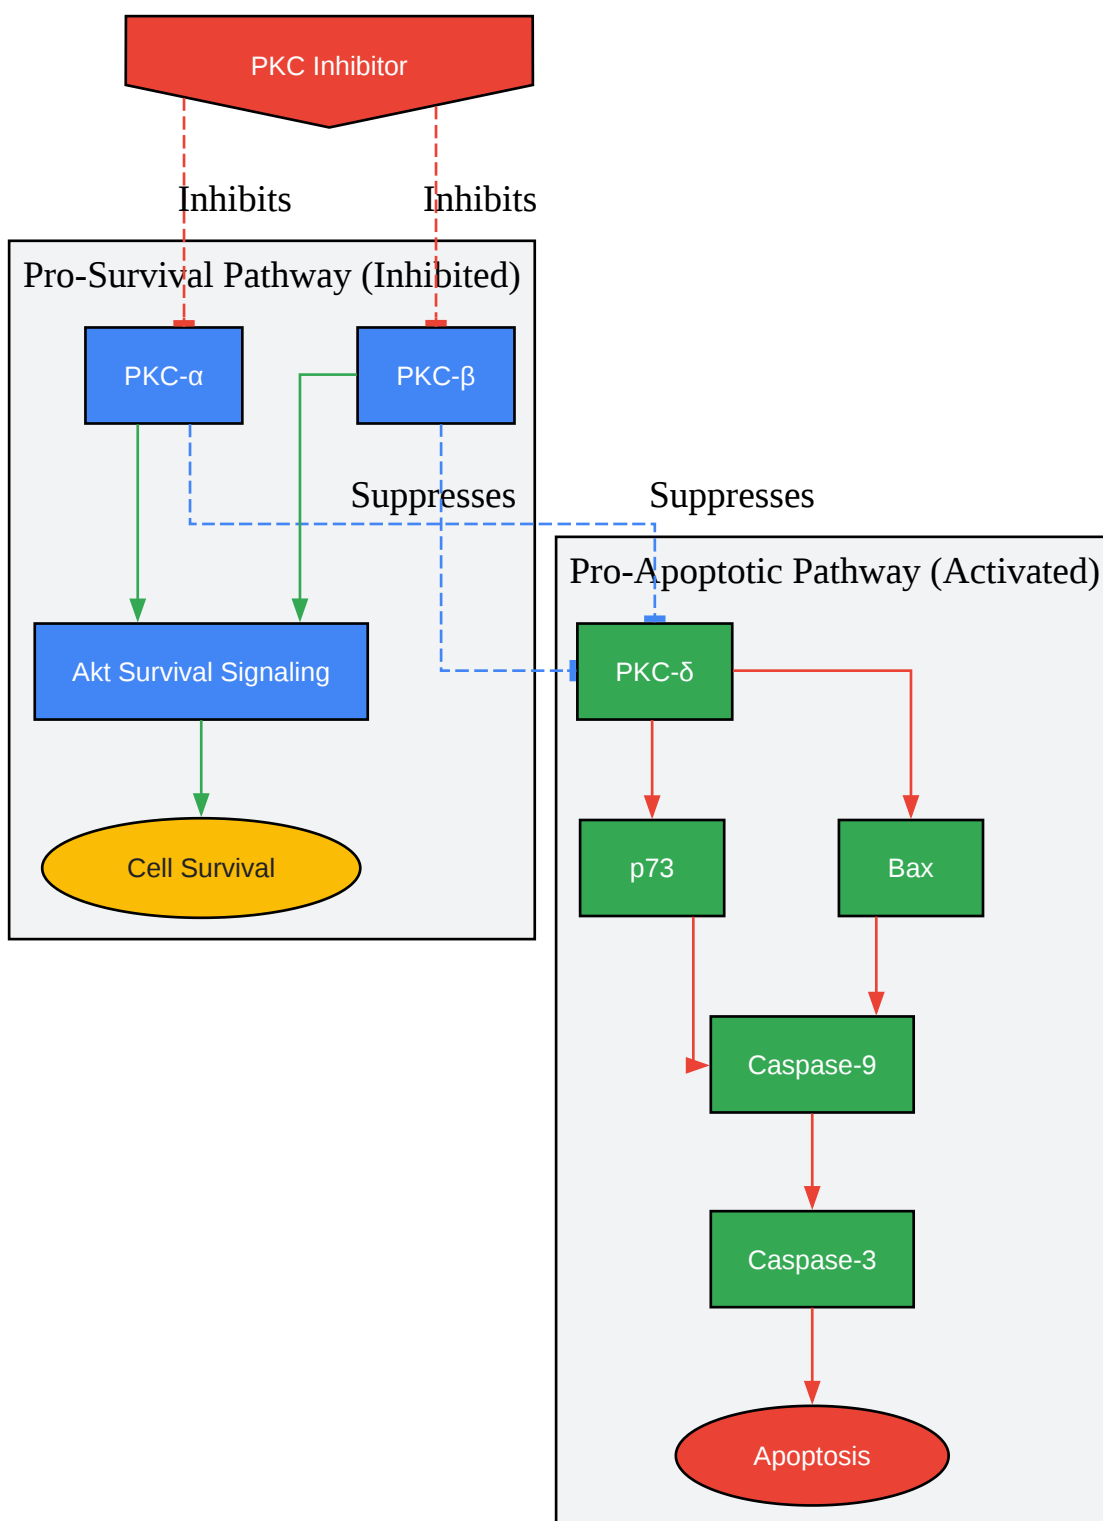 PKC Inhibitor
Inhibits
Inhibits
Pro-Survival Pathway (Inhibited)
PKC-α
PKC-β
Suppresses
Suppresses
Pro-Apoptotic Pathway (Activated)
Akt Survival Signaling
PKC-δ
Cell Survival
p73
Bax
Caspase-9
Caspase-3
Apoptosis